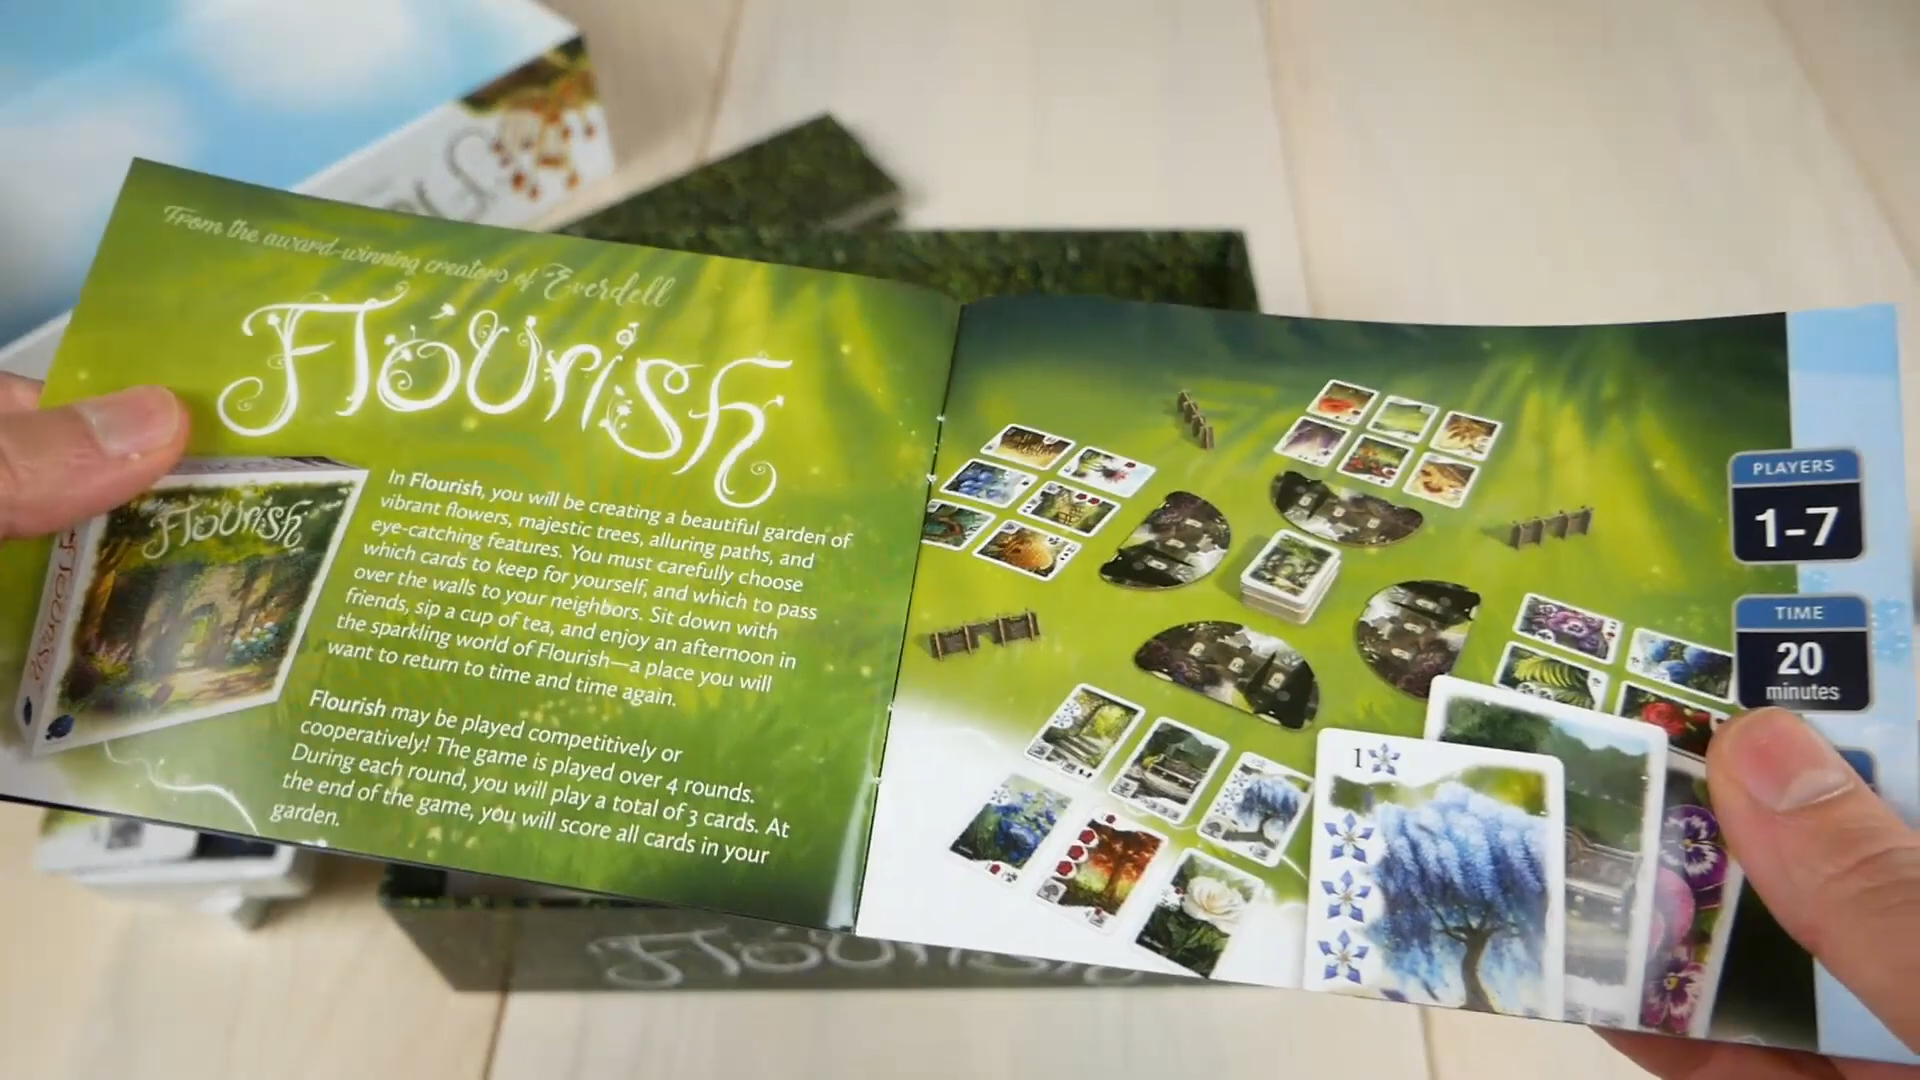 From the award-winning creators of Everdell
Flourish
In Flourish, you will be creating a beautiful garden of
vibrant flowers, majestic trees, alluring paths, and
eye-catching features. You must carefully choose
which cards to keep for yourself, and which to pass
over the walls to your neighbors. Sit down with
friends, sip a cup of tea, and enjoy an afternoon in
the sparkling world of Flourish—a place you will
want to return to time and time again.
Flourish may be played competitively or
cooperatively! The game is played over 4 rounds.
During each round, you will play a total of 3 cards. At
the end of the game, you will score all cards in your
garden.
Flourish
Flourish
PLAYERS
1-7
TIME
20
minutes
1
Flourish